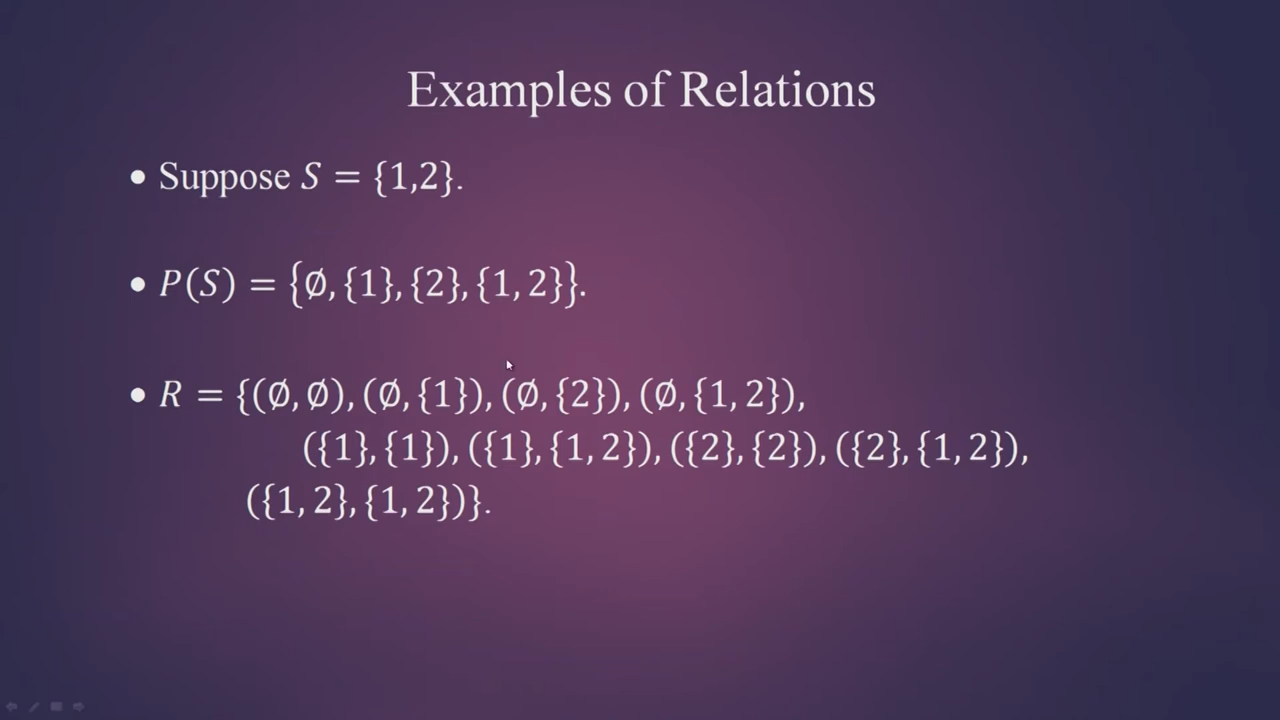 Examples of Relations
• Suppose S = {1,2}.
• P(S) = {∅, {1}, {2}, {1, 2}}.
• R = {(∅, ∅), (∅, {1}), (∅, {2}), (∅, {1, 2}),
({1}, {1}), ({1}, {1, 2}), ({2}, {2}), ({2}, {1, 2}),
({1, 2}, {1, 2})}.